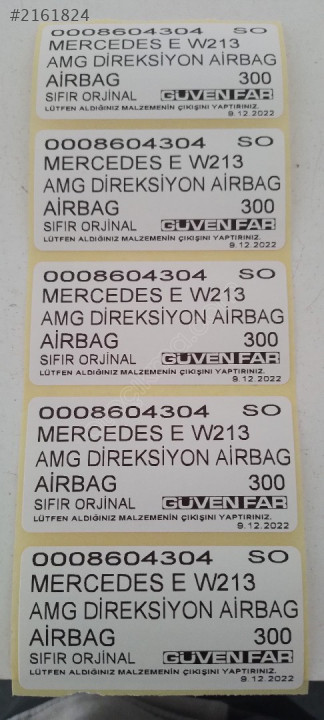 #2161824
0008604304 SO
MERCEDES E W213
AMG DİREKSİYON AİRBAG
AİRBAG 300
SIFIR ORJİNAL GÜVEN FAR
LÜTFEN ALDIĞINIZ MALZEMENİN ÇIKIŞINI YAPTIRINIZ.
9.12.2022
0008604304 SO
MERCEDES E W213
AMG DİREKSİYON AİRBAG
AİRBAG 300
SIFIR ORJİNAL GÜVEN FAR
LÜTFEN ALDIĞINIZ MALZEMENİN ÇIKIŞINI YAPTIRINIZ.
9.12.2022
0008604304 SO
MERCEDES E W213
AMG DİREKSİYON AİRBAG
AİRBAG 300
SIFIR ORJİNAL GÜVEN FAR
LÜTFEN ALDIĞINIZ MALZEMENİN ÇIKIŞINI YAPTIRINIZ.
9.12.2022
0008604304 SO
MERCEDES E W213
AMG DİREKSİYON AİRBAG
AİRBAG 300
SIFIR ORJİNAL GÜVEN FAR
LÜTFEN ALDIĞINIZ MALZEMENİN ÇIKIŞINI YAPTIRINIZ.
9.12.2022
0008604304 SO
MERCEDES E W213
AMG DİREKSİYON AİRBAG
AİRBAG 300
SIFIR ORJİNAL GÜVEN FAR
LÜTFEN ALDIĞINIZ MALZEMENİN ÇIKIŞINI YAPTIRINIZ.
9.12.2022